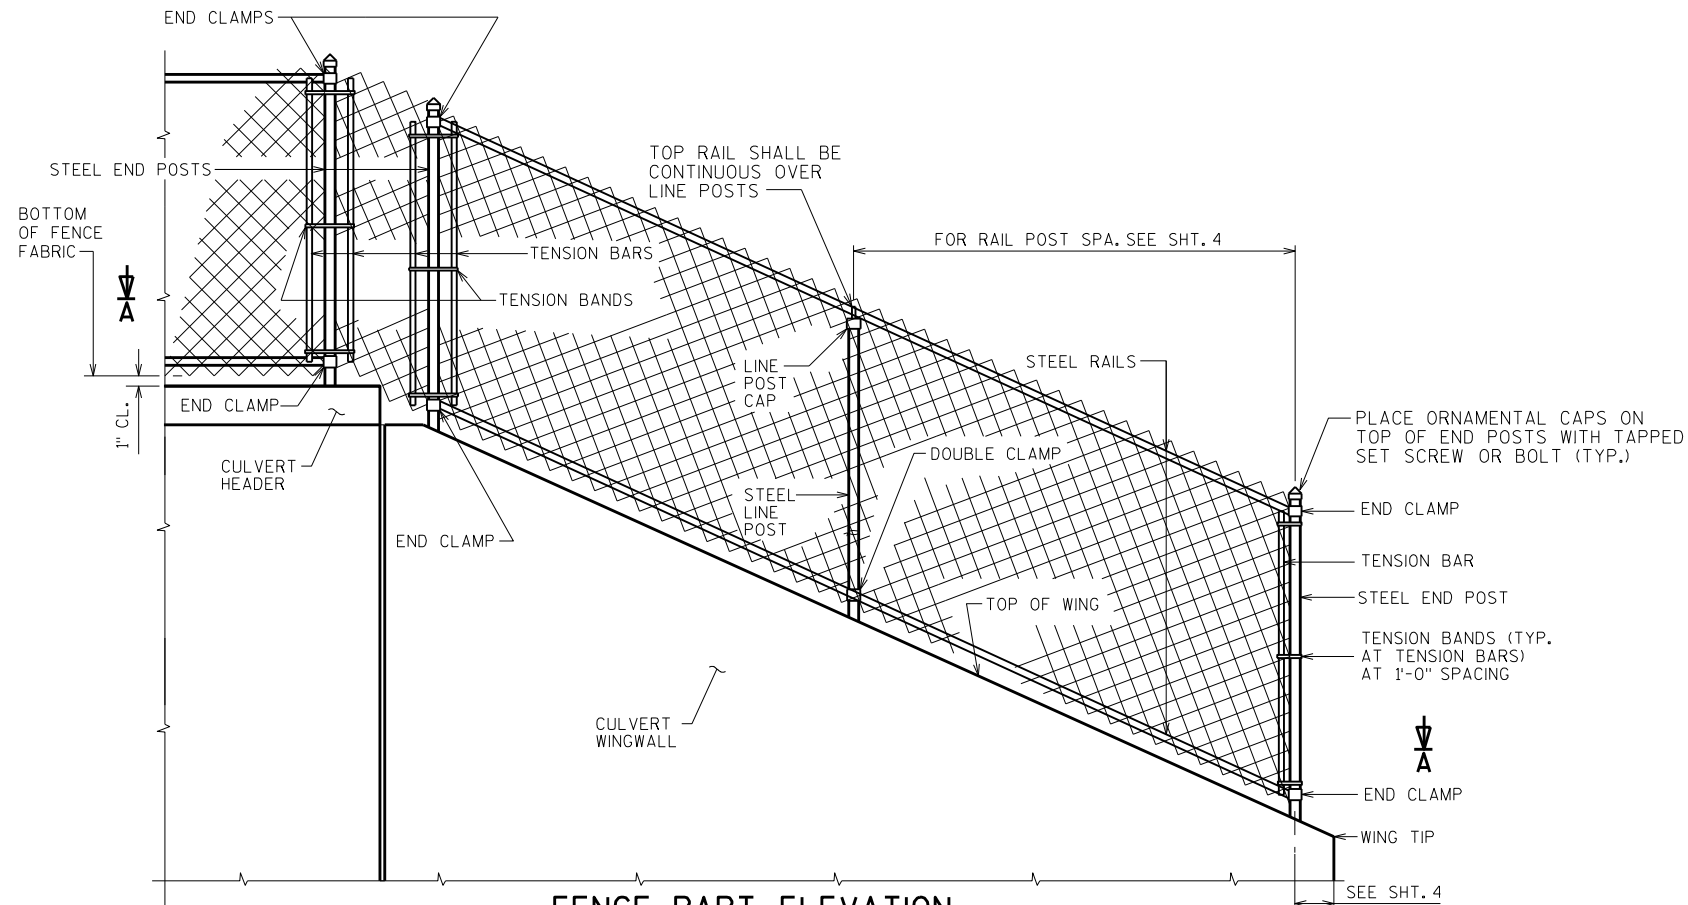 END CLAMPS
TOP RAIL SHALL BE
CONTINUOUS OVER
LINE POSTS
STEEL END POSTS
BOTTOM
OF FENCE
FABRIC
FOR RAIL POST SPA. SEE SHT. 4
TENSION BARS
TENSION BANDS
A
LINE
POST
CAP
STEEL RAILS
END CLAMP
1" CL.
PLACE ORNAMENTAL CAPS ON
TOP OF END POSTS WITH TAPPED
SET SCREW OR BOLT (TYP.)
CULVERT
HEADER
DOUBLE CLAMP
STEEL
LINE
POST
END CLAMP
END CLAMP
TENSION BAR
STEEL END POST
TOP OF WING
TENSION BANDS (TYP.
AT TENSION BARS)
AT 1'-0" SPACING
CULVERT
WINGWALL
A
END CLAMP
WING TIP
SEE SHT. 4
FENCE PART ELEVATION